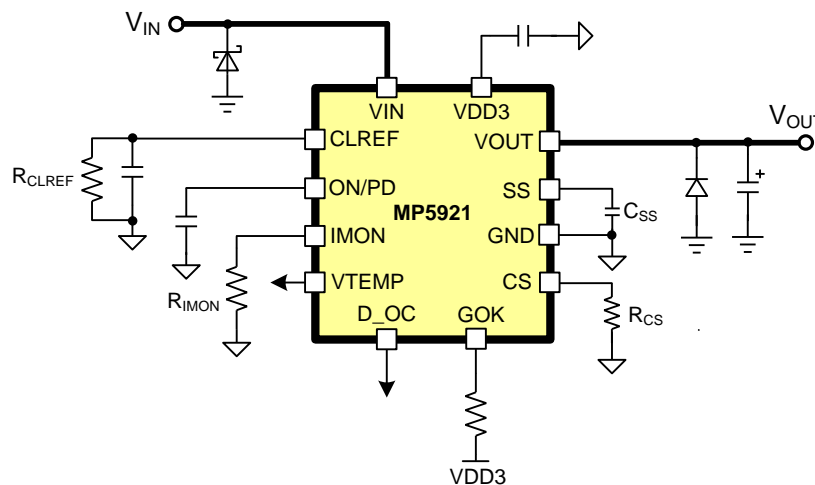 VIN
VIN
VDD3
CLREF
VOUT
VOUT
RCLREF
ON/PD
SS
MP5921
CSS
IMON
GND
RIMON
VTEMP
CS
D_OC
GOK
RCS
VDD3